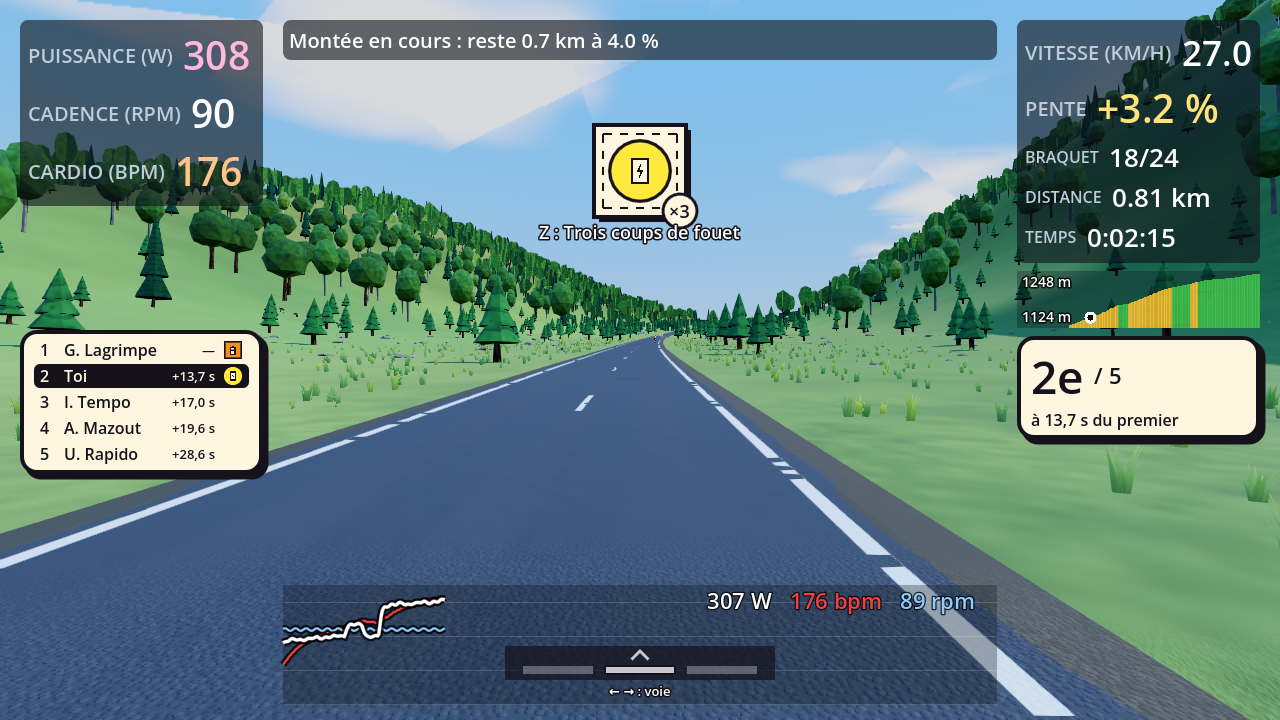 PUISSANCE (W) 308
CADENCE (RPM) 90
CARDIO (BPM) 176
Montée en cours : reste 0.7 km à 4.0 %
×3
Z : Trois coups de fouet
VITESSE (KM/H) 27.0
PENTE +3.2 %
BRAQUET 18/24
DISTANCE 0.81 km
TEMPS 0:02:15
1248 m
1124 m
1 G. Lagrimpe —
2 Toi +13,7 s
3 I. Tempo +17,0 s
4 A. Mazout +19,6 s
5 U. Rapido +28,6 s
2e / 5
à 13,7 s du premier
307 W 176 bpm 89 rpm
← → : voie